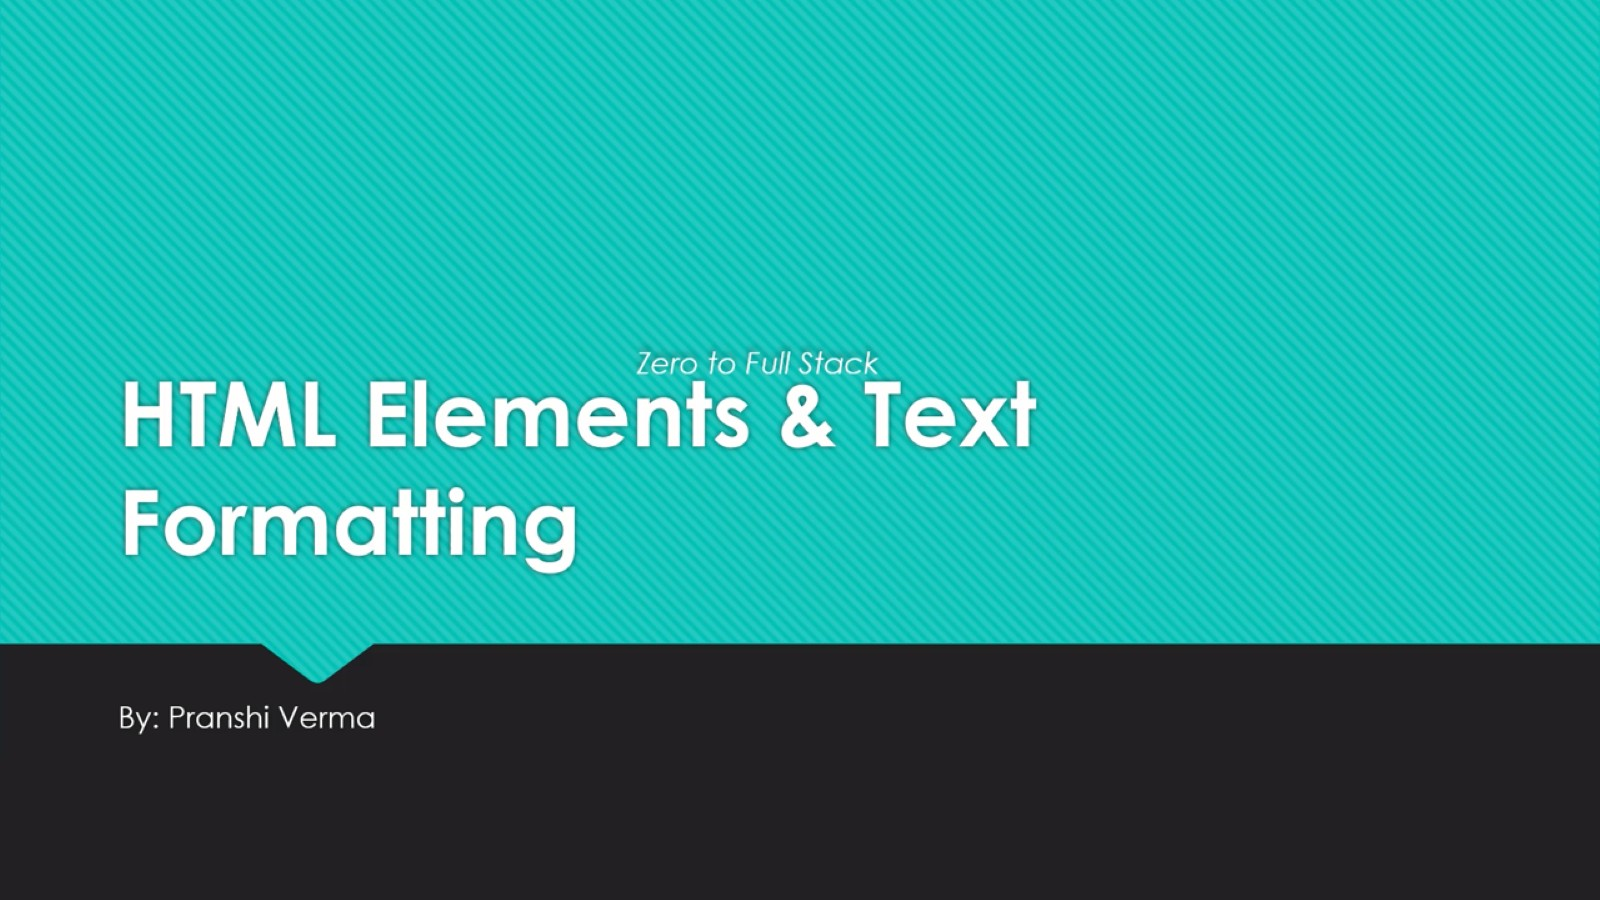 Zero to Full Stack
HTML Elements & Text
Formatting
By: Pranshi Verma